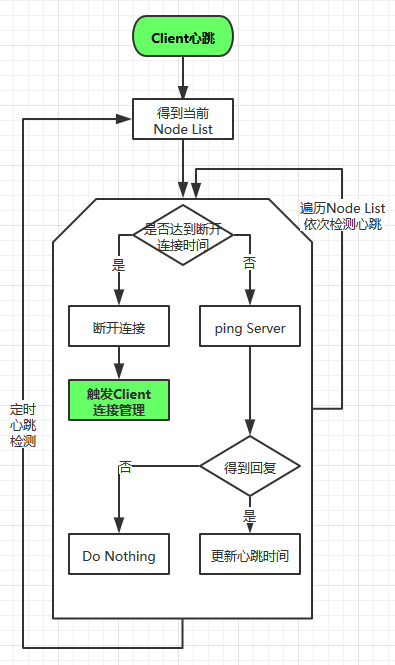 Client心跳
得到当前
Node List
遍历Node List
依次检测心跳
是否达到断开
连接时间
是
否
断开连接
ping Server
触发Client
连接管理
定时
心跳
检测
得到回复
否
是
Do Nothing
更新心跳时间